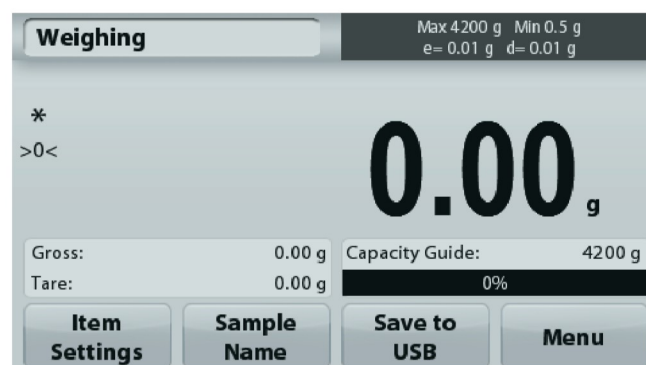 Weighing
Max 4200 g Min 0.5 g
e= 0.01 g d= 0.01 g
*
>0<
0.00 g
Gross: 0.00 g
Tare: 0.00 g
Capacity Guide: 4200 g
0%
Item
Settings
Sample
Name
Save to
USB
Menu